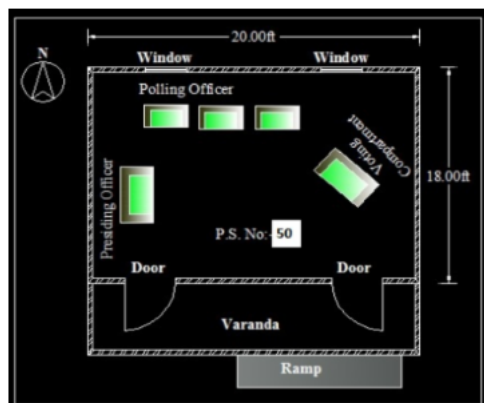 20.00ft
N
Window
Window
Polling Officer
Voting
Compartment
18.00ft
Presiding Officer
P.S. No:- 50
Door
Door
Varanda
Ramp